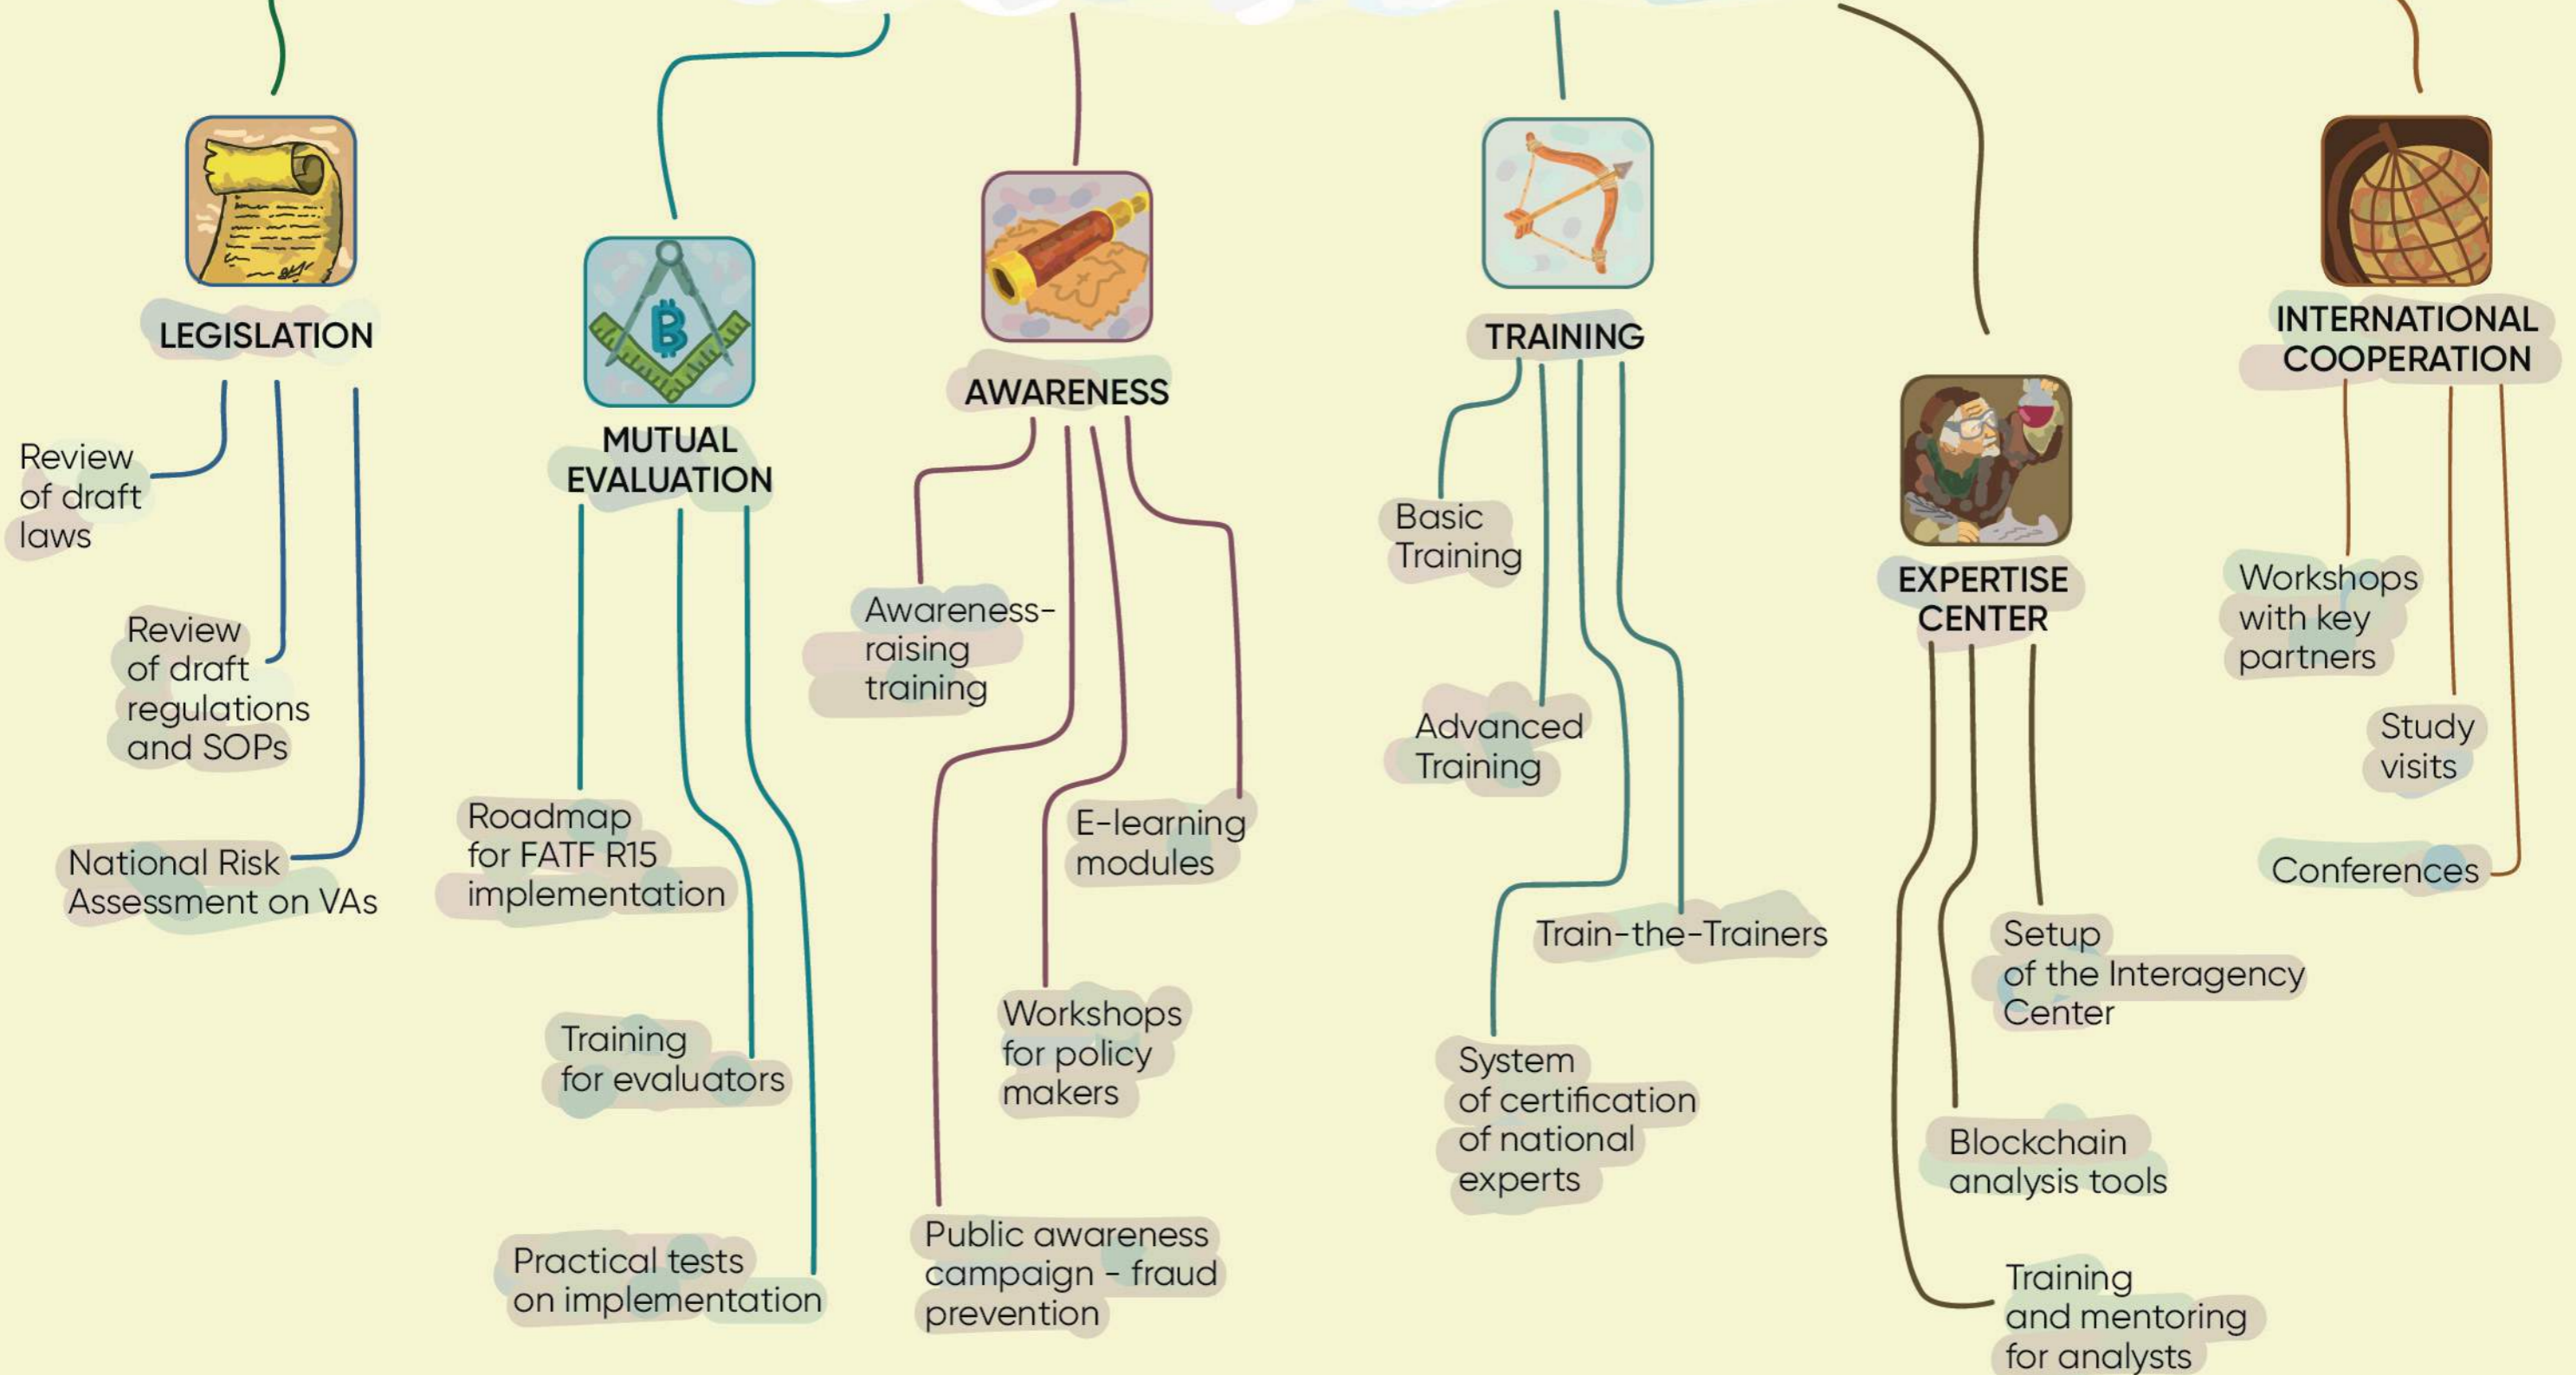 LEGISLATION
Review
of draft
laws
Review
of draft
regulations
and SOPs
National Risk
Assessment on VAs
MUTUAL
EVALUATION
Roadmap
for FATF R15
implementation
Training
for evaluators
Practical tests
on implementation
AWARENESS
Awareness-
raising
training
E-learning
modules
Workshops
for policy
makers
Public awareness
campaign - fraud
prevention
TRAINING
Basic
Training
Advanced
Training
Train-the-Trainers
System
of certification
of national
experts
EXPERTISE
CENTER
Setup
of the Interagency
Center
Blockchain
analysis tools
Training
and mentoring
for analysts
INTERNATIONAL
COOPERATION
Workshops
with key
partners
Study
visits
Conferences